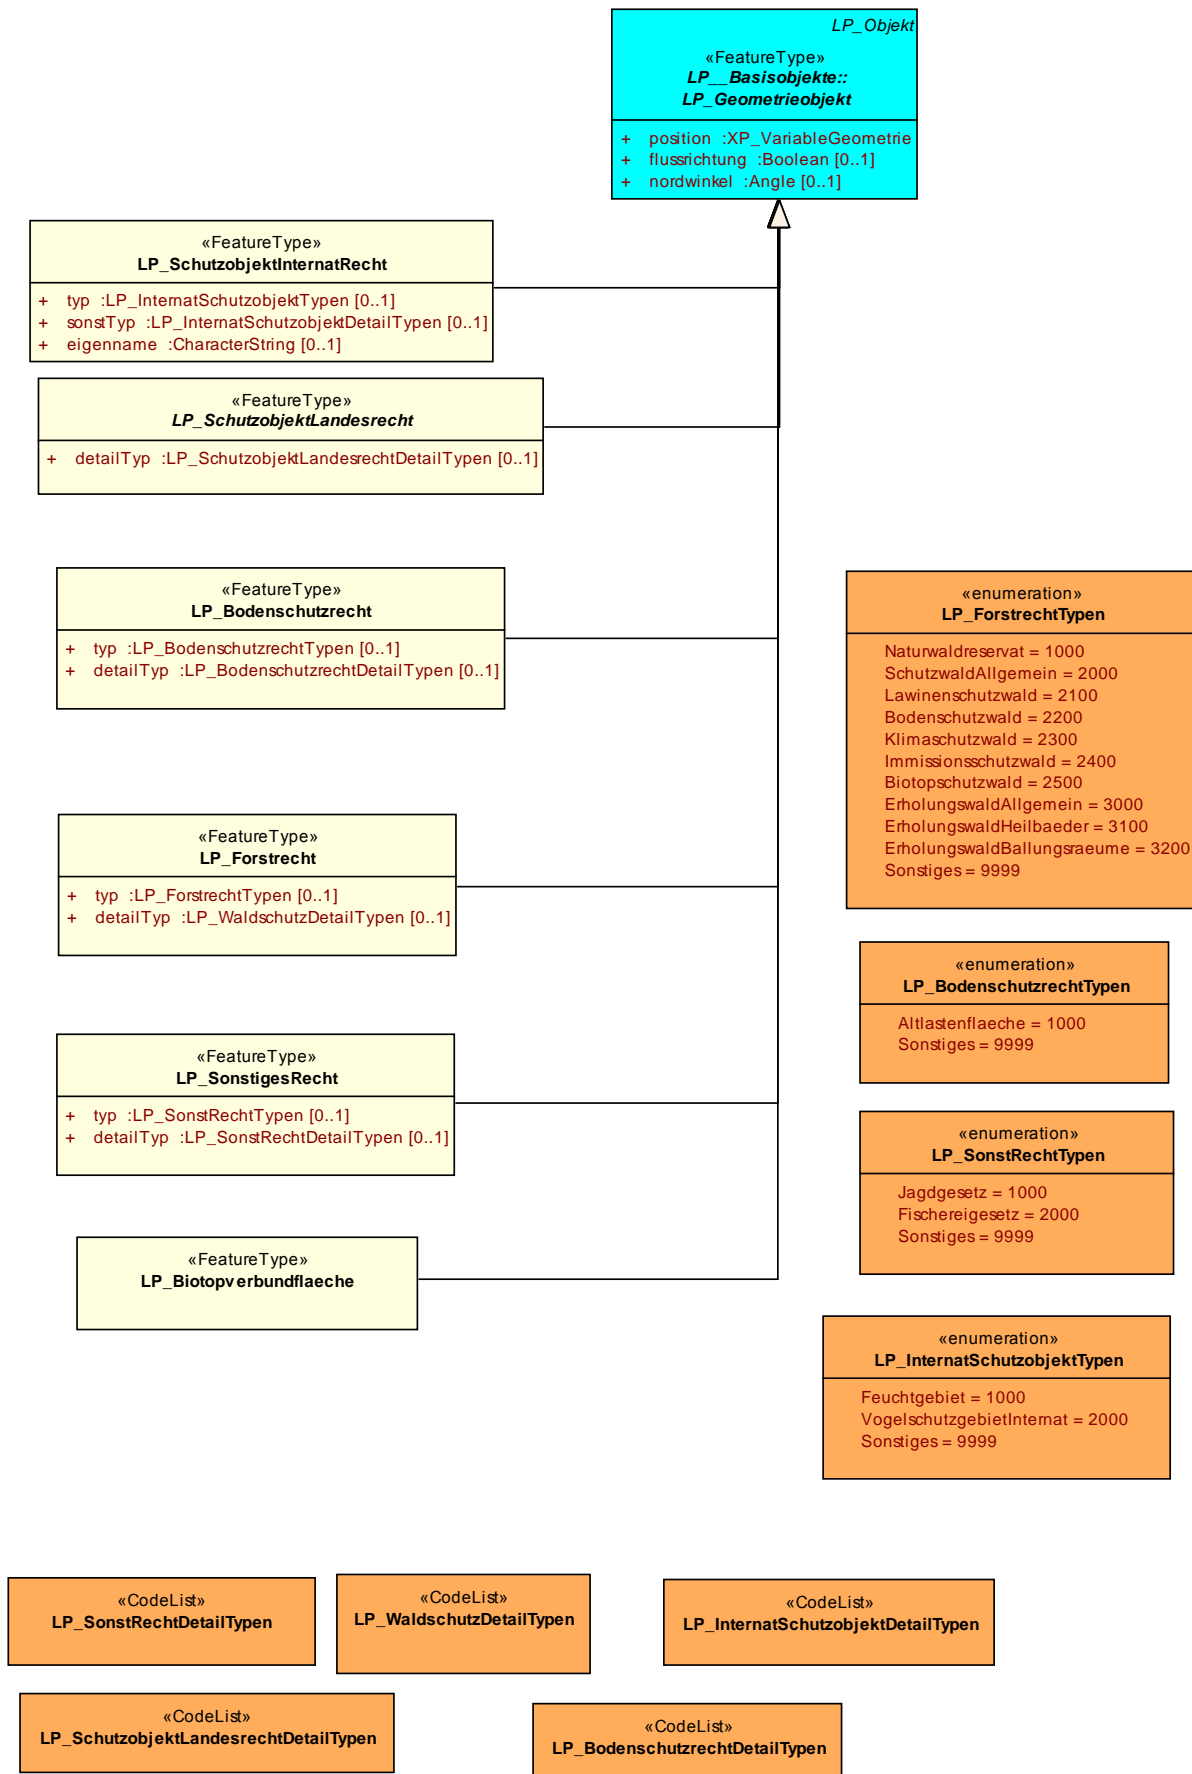 LP_Objekt
«FeatureType»
LP__Basisobjekte::
LP_Geometrieobjekt
+ position :XP_VariableGeometrie
+ flussrichtung :Boolean [0..1]
+ nordwinkel :Angle [0..1]
«FeatureType»
LP_SchutzobjektInternatRecht
+ typ :LP_InternatSchutzobjektTypen [0..1]
+ sonstTyp :LP_InternatSchutzobjektDetailTypen [0..1]
+ eigenname :CharacterString [0..1]
«FeatureType»
LP_SchutzobjektLandesrecht
+ detailTyp :LP_SchutzobjektLandesrechtDetailTypen [0..1]
«FeatureType»
LP_Bodenschutzrecht
+ typ :LP_BodenschutzrechtTypen [0..1]
+ detailTyp :LP_BodenschutzrechtDetailTypen [0..1]
«enumeration»
LP_ForstrechtTypen
Naturwaldreservat = 1000
SchutzwaldAllgemein = 2000
Lawinenschutzwald = 2100
Bodenschutzwald = 2200
Klimaschutzwald = 2300
Immissionsschutzwald = 2400
Biotopschutzwald = 2500
ErholungswaldAllgemein = 3000
ErholungswaldHeilbaeder = 3100
ErholungswaldBallungsraeume = 3200
Sonstiges = 9999
«FeatureType»
LP_Forstrecht
+ typ :LP_ForstrechtTypen [0..1]
+ detailTyp :LP_WaldschutzDetailTypen [0..1]
«enumeration»
LP_BodenschutzrechtTypen
Altlastenflaeche = 1000
Sonstiges = 9999
«FeatureType»
LP_SonstigesRecht
+ typ :LP_SonstRechtTypen [0..1]
+ detailTyp :LP_SonstRechtDetailTypen [0..1]
«enumeration»
LP_SonstRechtTypen
Jagdgesetz = 1000
Fischereigesetz = 2000
Sonstiges = 9999
«FeatureType»
LP_Biotopverbundflaeche
«enumeration»
LP_InternatSchutzobjektTypen
Feuchtgebiet = 1000
VogelschutzgebietInternat = 2000
Sonstiges = 9999
«CodeList»
LP_SonstRechtDetailTypen
«CodeList»
LP_WaldschutzDetailTypen
«CodeList»
LP_InternatSchutzobjektDetailTypen
«CodeList»
LP_SchutzobjektLandesrechtDetailTypen
«CodeList»
LP_BodenschutzrechtDetailTypen